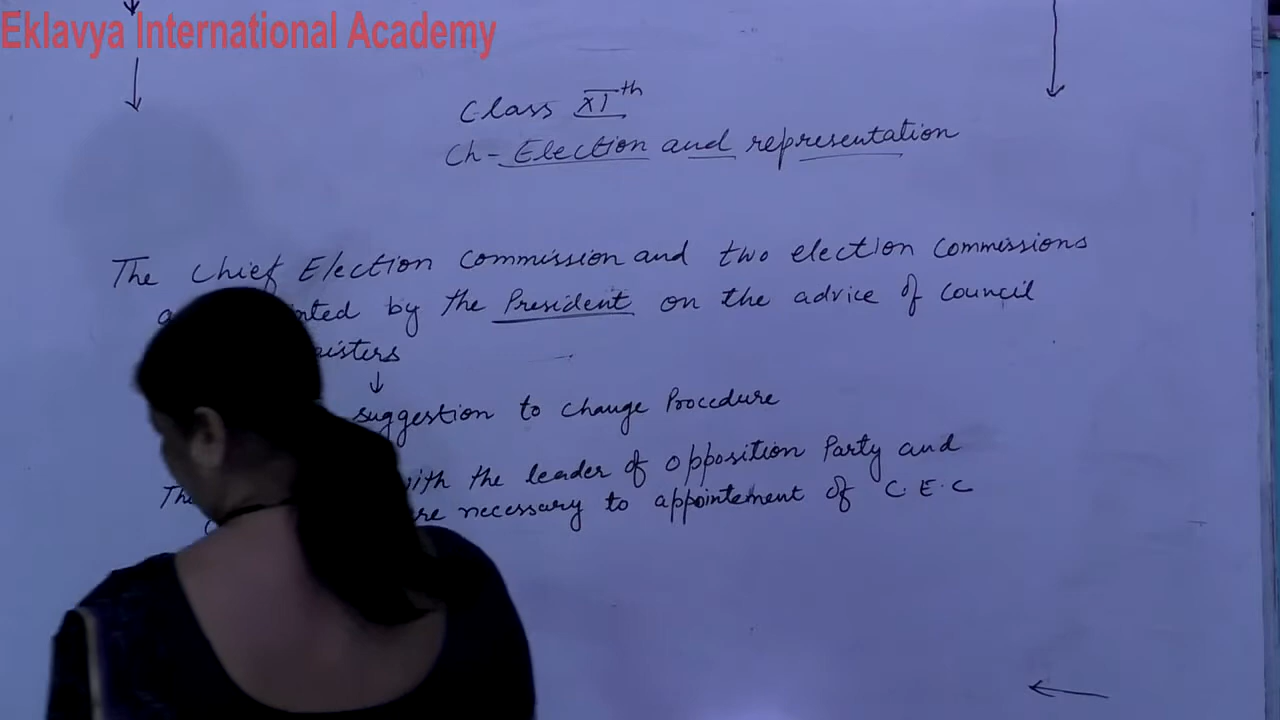 Eklavya International Academy
Class XIth
Ch- Election and representation
The Chief Election Commission and two election Commissions
by the President on the advice of Council
suggestion to change Procedure
with the leader of opposition Party and
necessary to appointement of C.E.C